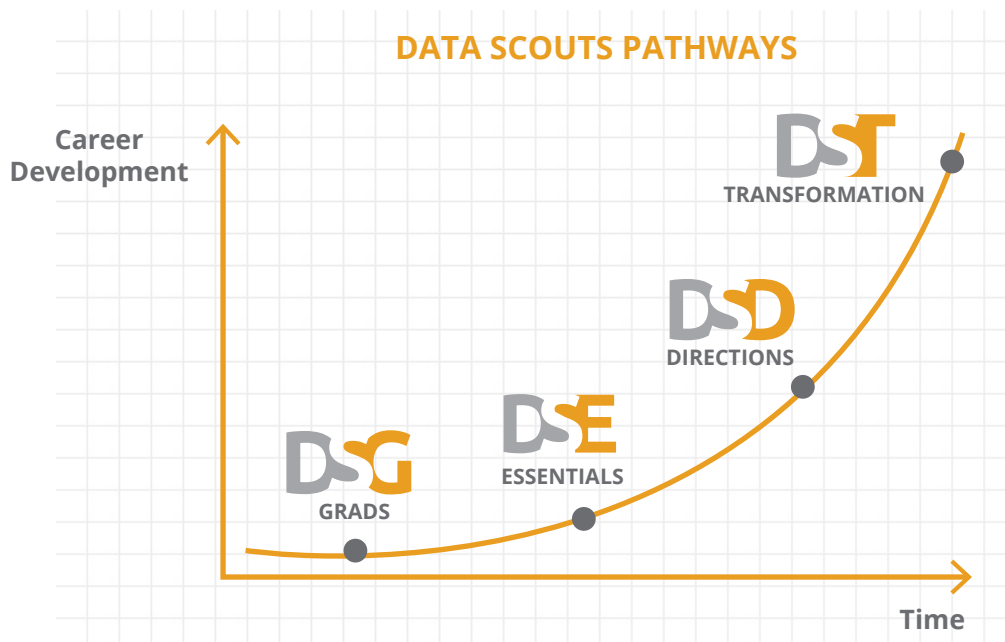 DATA SCOUTS PATHWAYS
Career
Development
DST
TRANSFORMATION
DSD
DIRECTIONS
DSE
ESSENTIALS
DSG
GRADS
Time